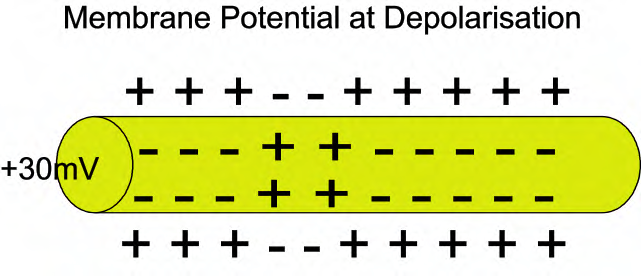 Membrane Potential at Depolarisation
+ + + - - + + + + +
- - - + + - - - - -
+30mV
- - - + + - - - - -
+ + + - - + + + + +